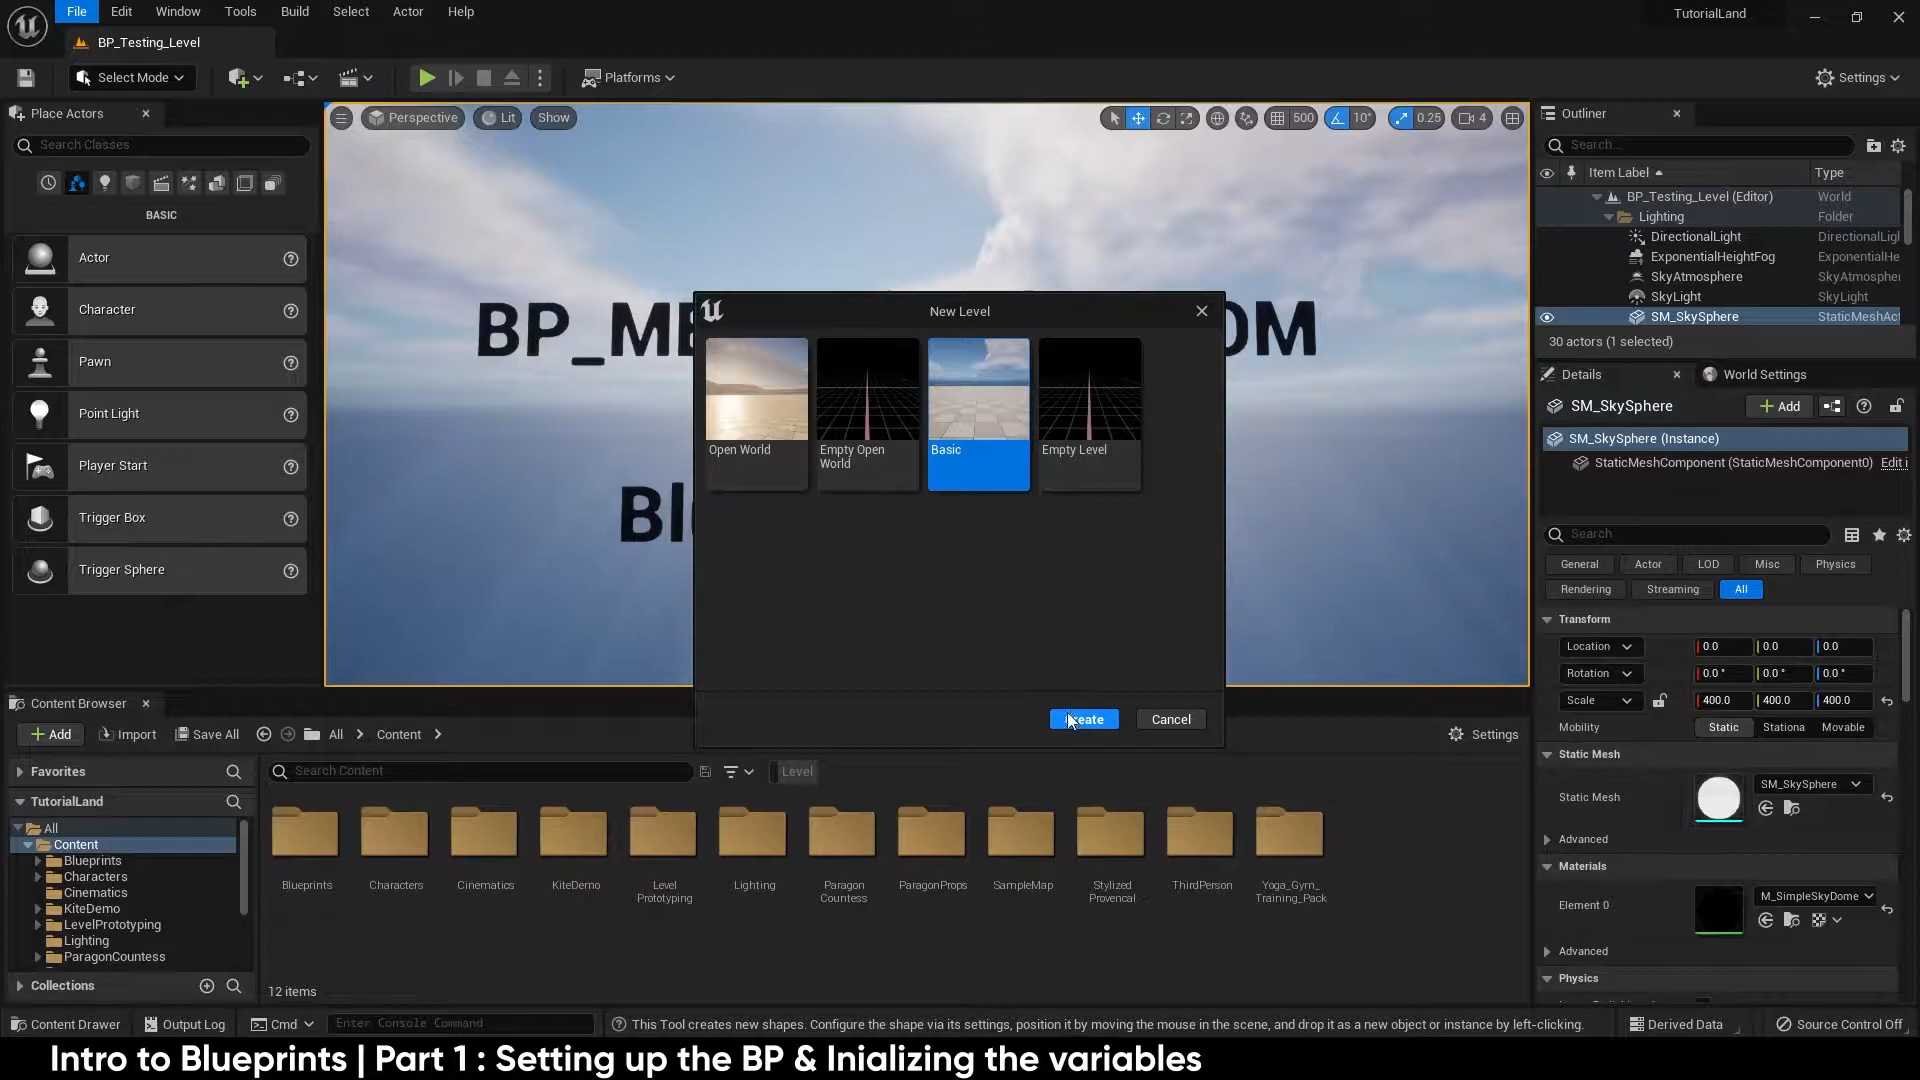 File Edit Window Tools Build Select Actor Help
TutorialLand
BP_Testing_Level
Select Mode
Platforms
Settings
Place Actors
Search Classes
BASIC
Actor
Character
Pawn
Point Light
Player Start
Trigger Box
Trigger Sphere
Perspective Lit Show
500 10° 0.25 4
BP_ME
OM
Bl
New Level
Open World
Empty Open
World
Basic
Empty Level
Create
Cancel
Outliner
Search...
Item Label Type
BP_Testing_Level (Editor) World
Lighting Folder
DirectionalLight DirectionalLigl
ExponentialHeightFog ExponentialHe
SkyAtmosphere SkyAtmospher
SkyLight SkyLight
SM_SkySphere StaticMeshAct
30 actors (1 selected)
Details World Settings
SM_SkySphere Add
SM_SkySphere (Instance)
StaticMeshComponent (StaticMeshComponent0) Edit i
Search
General Actor LOD Misc Physics
Rendering Streaming All
Transform
Location 0.0 0.0 0.0
Rotation 0.0 ° 0.0 ° 0.0 °
Scale 400.0 400.0 400.0
Mobility Static Stationa Movable
Static Mesh
Static Mesh SM_SkySphere
Advanced
Materials
Element 0 M_SimpleSkyDome
Advanced
Physics
Content Browser
Add Import Save All All Content Settings
Favorites
Search Content
Level
TutorialLand
All
Content
Blueprints
Characters
Cinematics
KiteDemo
LevelPrototyping
Lighting
ParagonCountess
Collections
Blueprints Characters Cinematics KiteDemo Level Prototyping Lighting Paragon Countess ParagonProps SampleMap Stylized Provencal ThirdPerson Yoga_Gym_ Training_Pack
12 items
Content Drawer Output Log Cmd Enter Console Command This Tool creates new shapes. Configure the shape via its settings, position it by moving the mouse in the scene, and drop it as a new object or instance by left-clicking. Derived Data Source Control Off
Intro to Blueprints | Part 1 : Setting up the BP & Inializing the variables